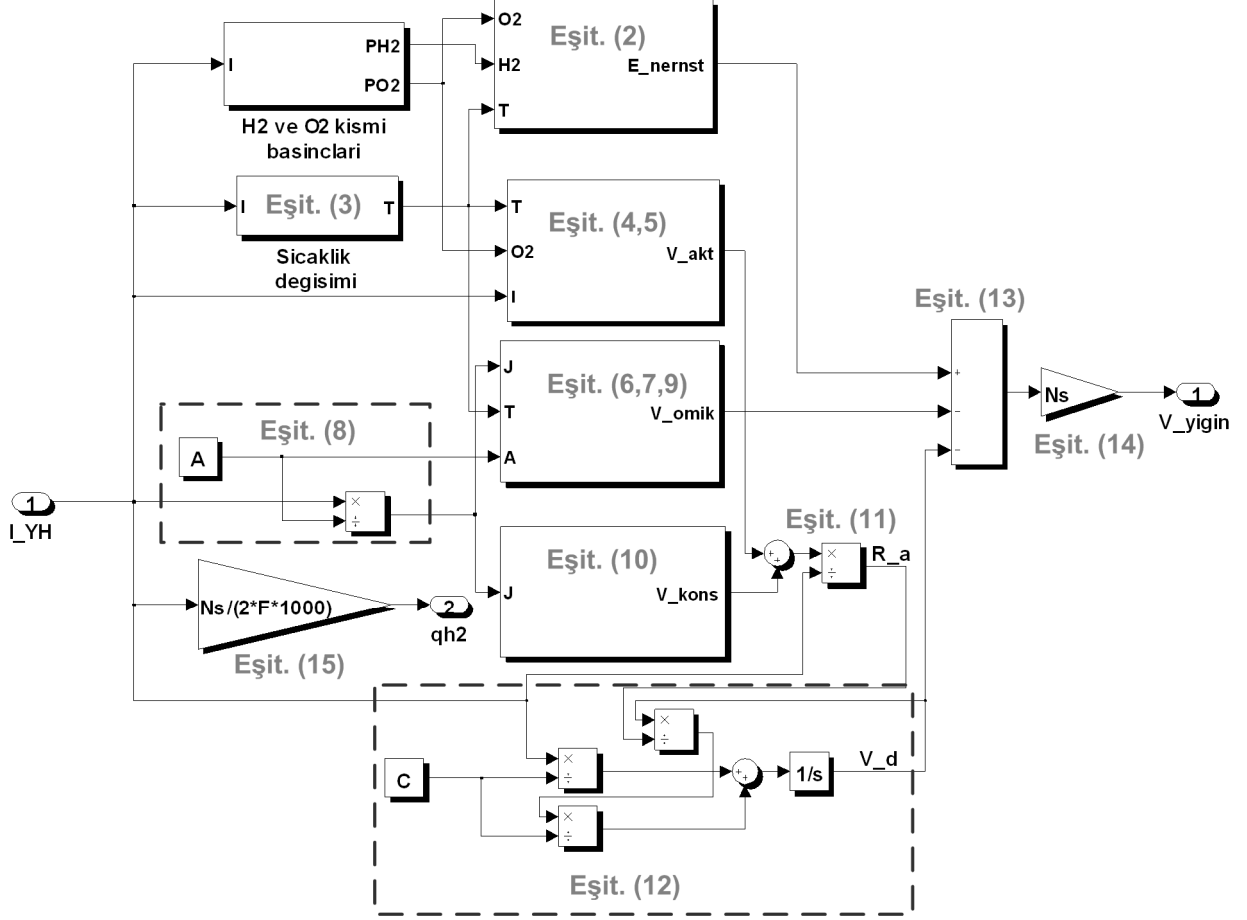 I
PH2
PO2
H2 ve O2 kismi
basinclari
O2
H2
T
Eşit. (2)
E_nernst
I
Eşit. (3)
T
Sicaklik
degisimi
T
O2
I
Eşit. (4,5)
V_akt
J
T
A
Eşit. (6,7,9)
V_omik
Eşit. (8)
A
×
÷
1
I_YH
Ns/(2*F*1000)
Eşit. (15)
2
qh2
J
Eşit. (10)
V_kons
+
+
Eşit. (11)
×
÷
R_a
Eşit. (13)
+
−
−
Ns
Eşit. (14)
1
V_yigin
×
÷
C
×
÷
×
÷
+
+
1/s
V_d
Eşit. (12)